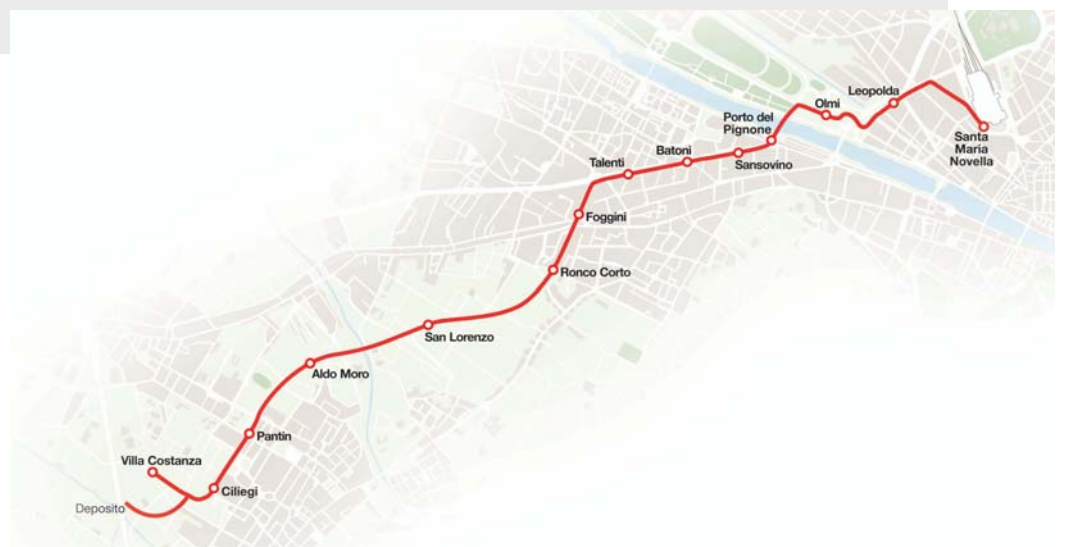 Leopolda
Olmi
Porto del
Pignone
Santa
Maria
Novella
Batoni
Sansovino
Talenti
Foggini
Ronco Corto
San Lorenzo
Aldo Moro
Pantin
Villa Costanza
Ciliegi
Deposito